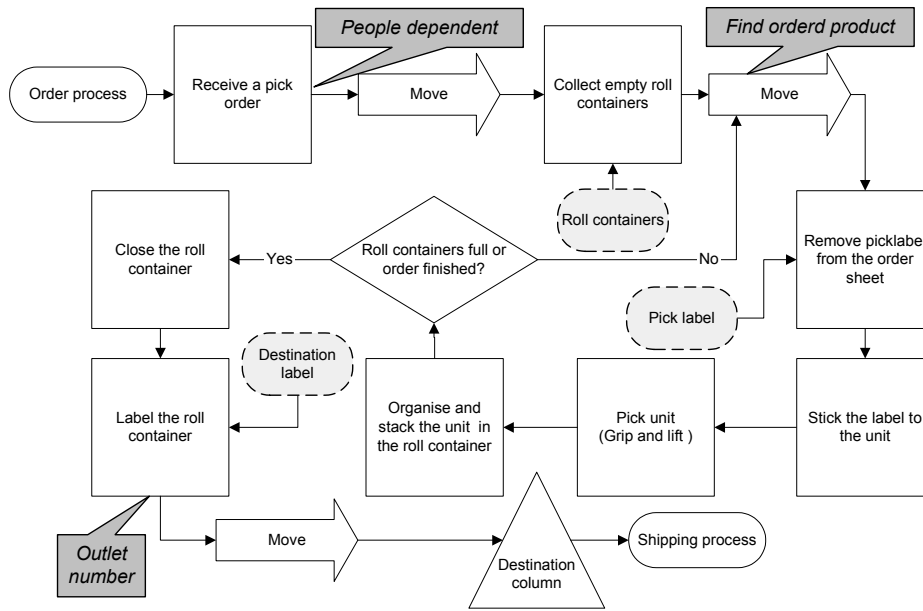 People dependent
Find orderd product
Order process
Receive a pick
order
Move
Collect empty roll
containers
Move
Roll containers
Close the roll
container
Yes
Roll containers full or
order finished?
No
Remove picklabel
from the order
sheet
Pick label
Destination
label
Label the roll
container
Organise and
stack the unit in
the roll container
Pick unit
(Grip and lift )
Stick the label to
the unit
Outlet
number
Move
Destination
column
Shipping process